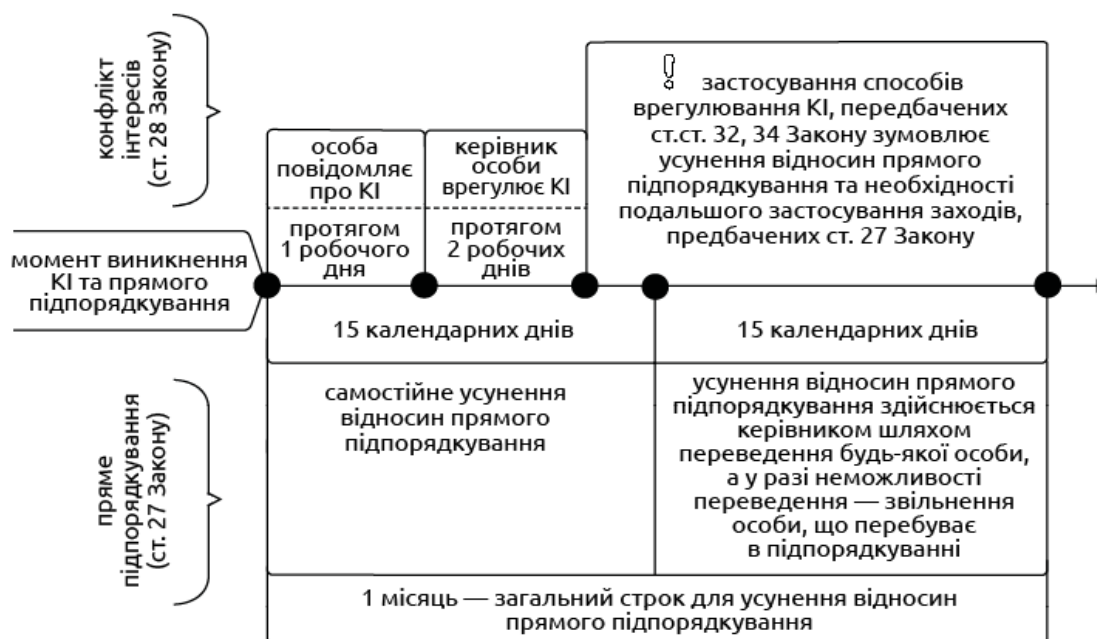 конфлікт
інтересів
(ст. 28 Закону)
особа
повідомляє
про КІ
протягом
1 робочого
дня
керівник
особи
врегулює КІ
протягом
2 робочих
днів
застосування способів
врегулювання КІ, передбачених
ст.ст. 32, 34 Закону зумовлює
усунення відносин прямого
підпорядкування та необхідності
подальшого застосування заходів,
предбачених ст. 27 Закону
момент виникнення
КІ та прямого
підпорядкування
15 календарних днів
15 календарних днів
пряме
підпорядкування
(ст. 27 Закону)
самостійне усунення
відносин прямого
підпорядкування
усунення відносин прямого
підпорядкування здійснюється
керівником шляхом
переведення будь-якої особи,
а у разі неможливості
переведення — звільнення
особи, що перебуває
в підпорядкуванні
1 місяць — загальний строк для усунення відносин
прямого підпорядкування